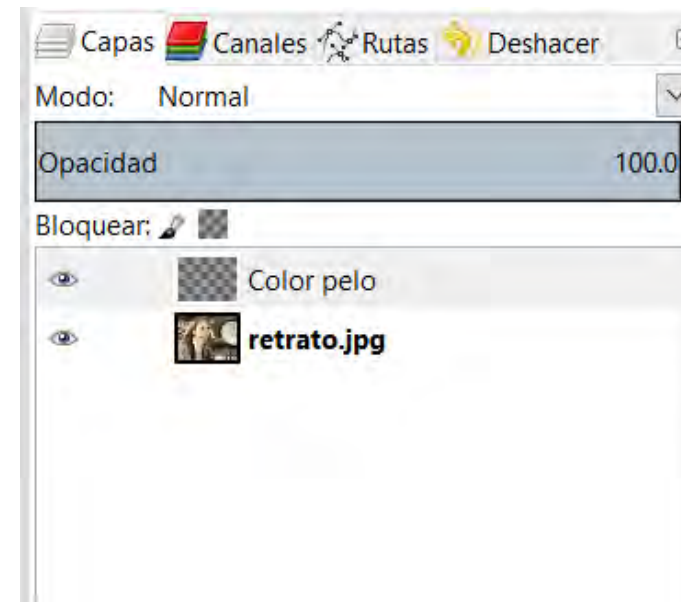 Capas Canales Rutas Deshacer
Modo: Normal
Opacidad 100.0
Bloquear:
Color pelo
retrato.jpg